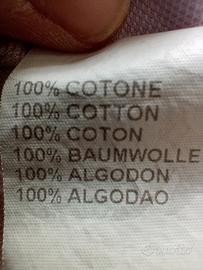 100% COTONE
100% COTTON
100% COTON
100% BAUMWOLLE
100% ALGODON
100% ALGODAO